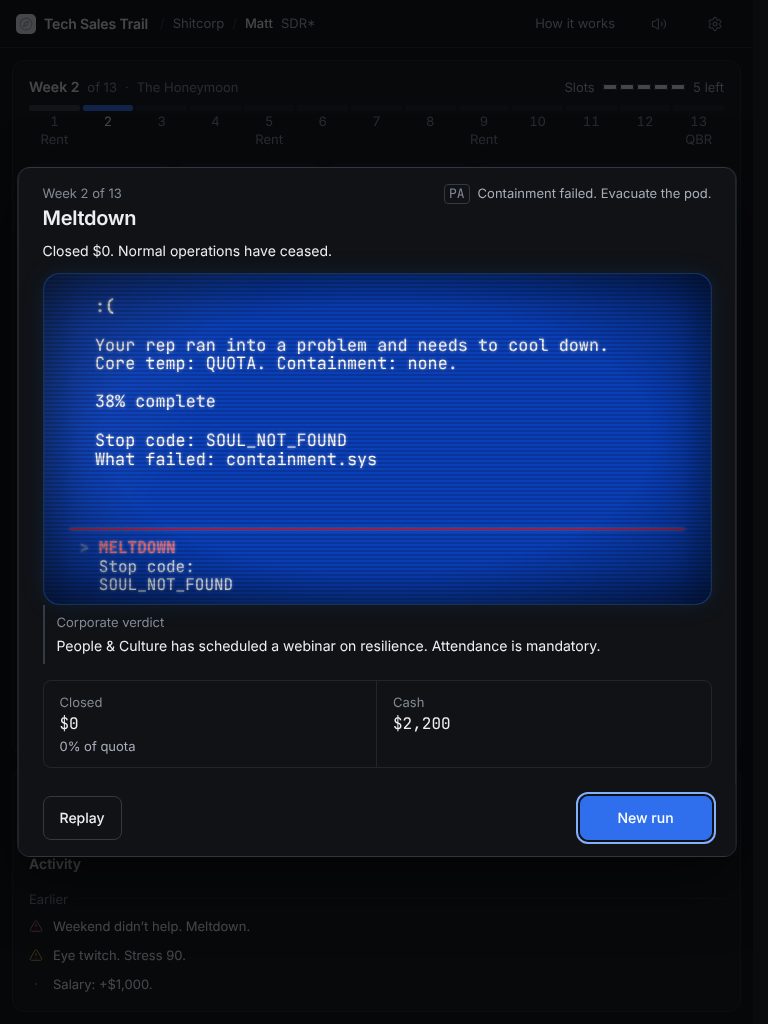 Tech Sales Trail / Shitcorp / Matt SDR* How it works
Week 2 of 13 · The Honeymoon Slots 5 left
1 2 3 4 5 6 7 8 9 10 11 12 13
Rent Rent Rent QBR
Week 2 of 13 PA Containment failed. Evacuate the pod.
Meltdown
Closed $0. Normal operations have ceased.
:(
Your rep ran into a problem and needs to cool down.
Core temp: QUOTA. Containment: none.
38% complete
Stop code: SOUL_NOT_FOUND
What failed: containment.sys
> MELTDOWN
Stop code:
SOUL_NOT_FOUND
Corporate verdict
People & Culture has scheduled a webinar on resilience. Attendance is mandatory.
Closed Cash
$0 $2,200
0% of quota
Replay New run
Activity
Earlier
Weekend didn't help. Meltdown.
Eye twitch. Stress 90.
· Salary: +$1,000.